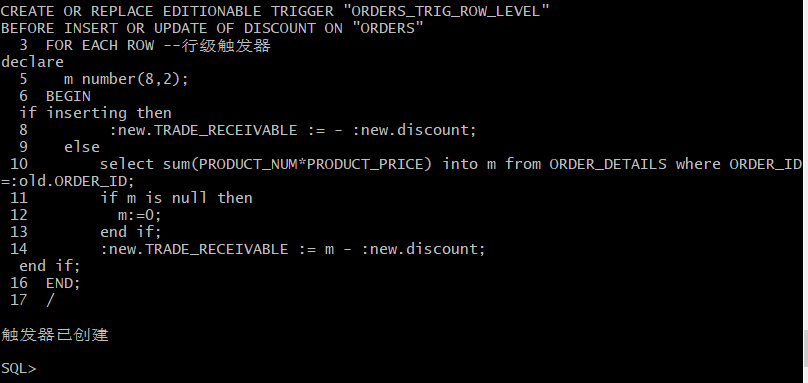 CREATE OR REPLACE EDITIONABLE TRIGGER "ORDERS_TRIG_ROW_LEVEL"
BEFORE INSERT OR UPDATE OF DISCOUNT ON "ORDERS"
  3  FOR EACH ROW --行级触发器
declare
  5    m number(8,2);
  6  BEGIN
  if inserting then
  8         :new.TRADE_RECEIVABLE := - :new.discount;
  9    else
 10        select sum(PRODUCT_NUM*PRODUCT_PRICE) into m from ORDER_DETAILS where ORDER_ID
=:old.ORDER_ID;
 11        if m is null then
 12          m:=0;
 13        end if;
 14        :new.TRADE_RECEIVABLE := m - :new.discount;
  end if;
 16  END;
 17  /
触发器已创建
SQL>